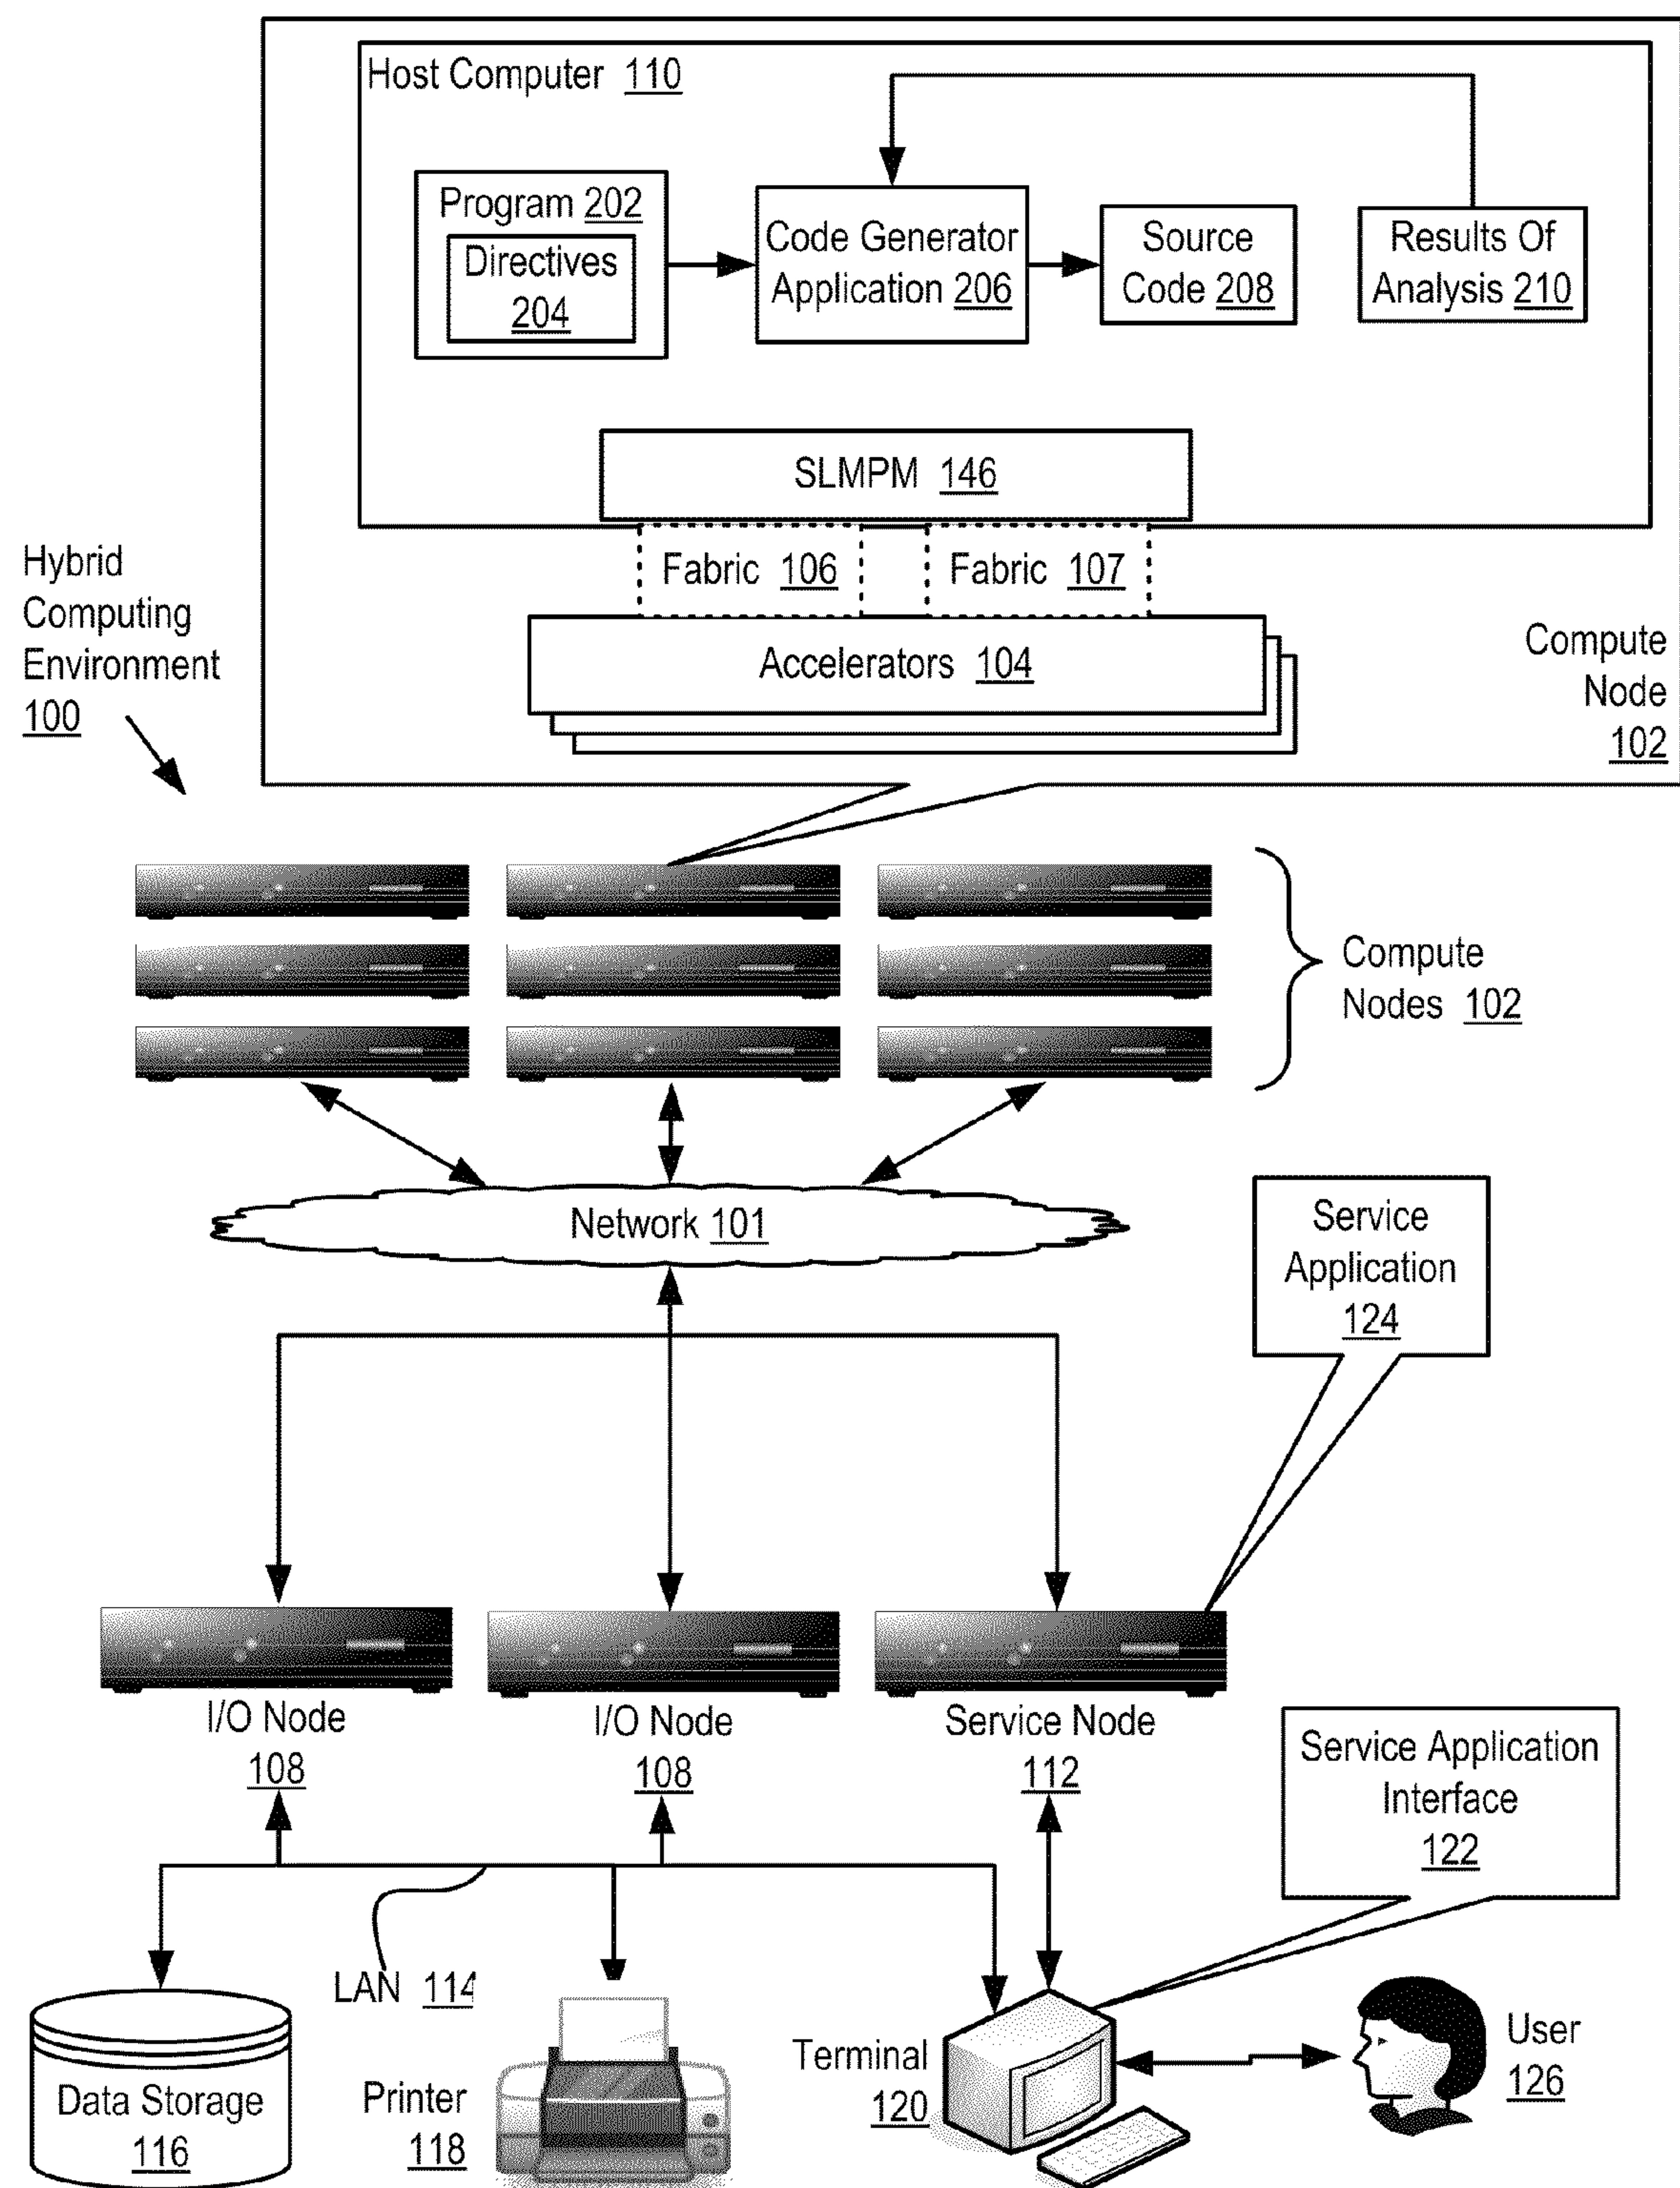 Host Computer 110
Program 202
Directives
204
Code Generator
Application 206
Source
Code 208
Results Of
Analysis 210
SLMPM 146
Fabric 106
Fabric 107
Accelerators 104
Hybrid
Computing
Environment
100
Compute
Node
102
Compute
Nodes 102
Network 101
Service
Application
124
I/O Node
108
I/O Node
108
Service Node
112
Service Application
Interface
122
LAN 114
Data Storage
116
Printer
118
Terminal
120
User
126